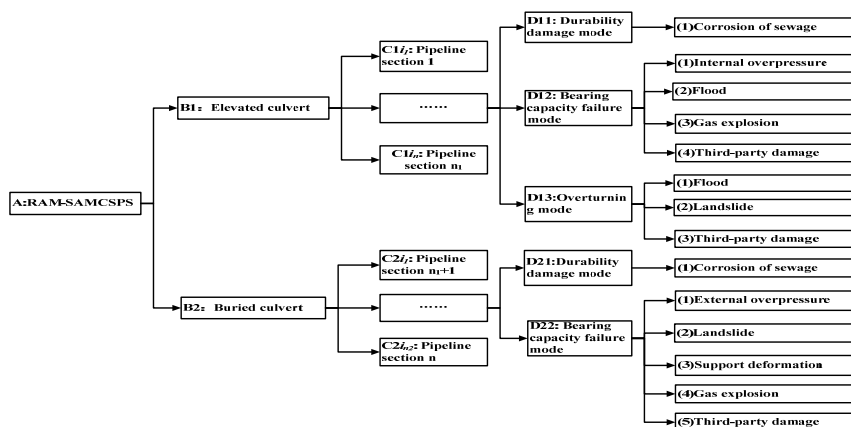 A:RAM-SAMCSPS
B1： Elevated culvert
B2： Buried culvert
C1i₁: Pipeline
section 1
……
C1iₙ: Pipeline
section n₁
C2i₁: Pipeline
section n₁+1
……
C2iₙ₂: Pipeline
section n
D11: Durability
damage mode
D12: Bearing
capacity failure
mode
D13:Overturnin
g mode
D21:Durability
damage mode
D22: Bearing
capacity failure
mode
(1)Corrosion of sewage
(1)Internal overpressure
(2)Flood
(3)Gas explosion
(4)Third-party damage
(1)Flood
(2)Landslide
(3)Third-party damage
(1)Corrosion of sewage
(1)External overpressure
(2)Landslide
(3)Support deformation
(4)Gas explosion
(5)Third-party damage